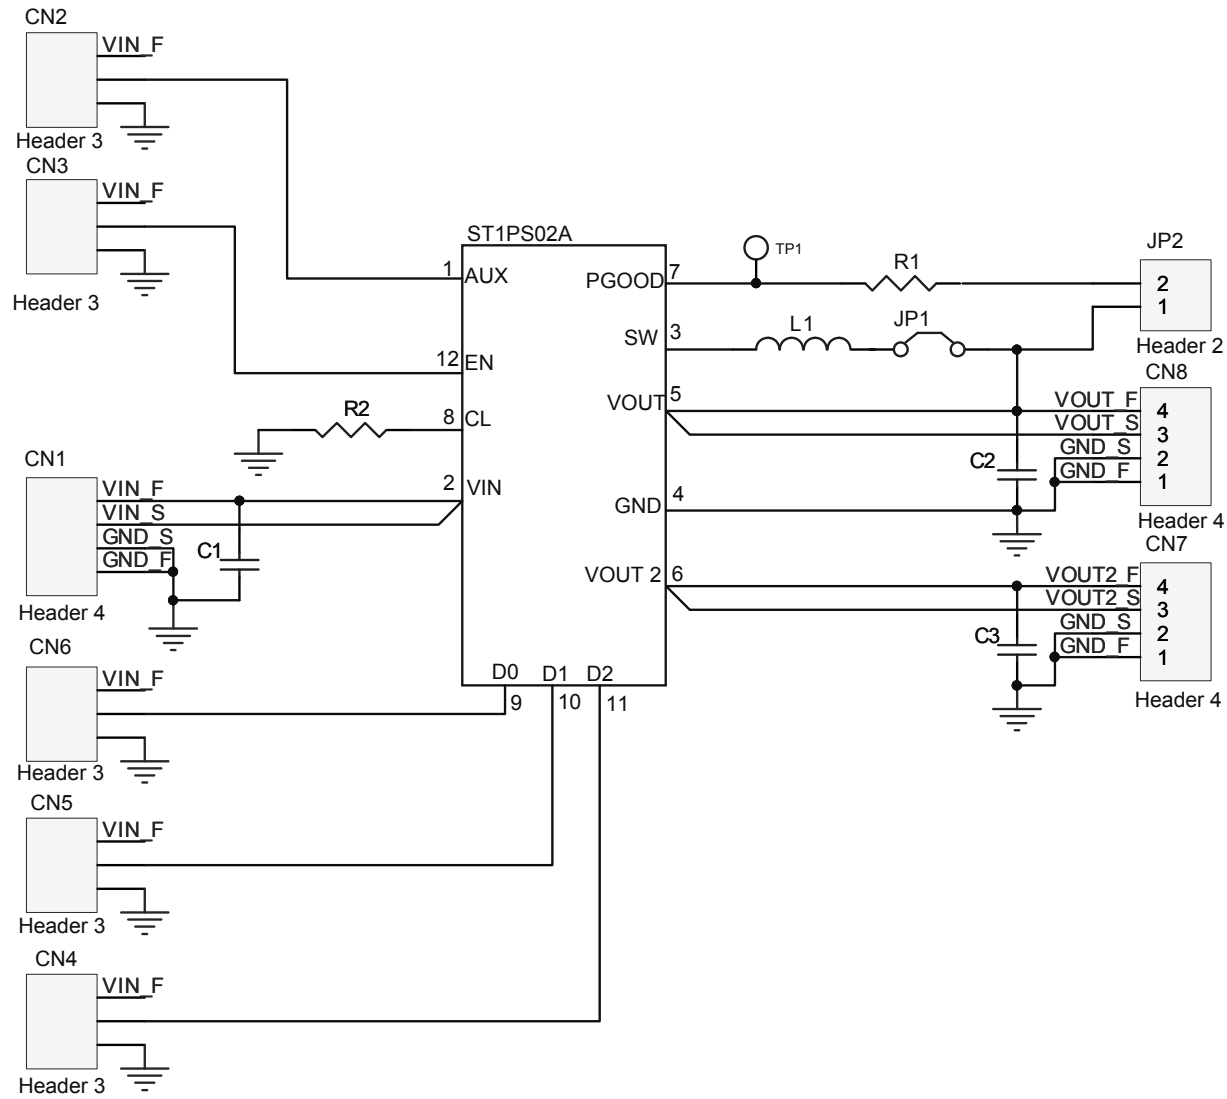 CN2
VIN_F
Header 3
CN3
VIN_F
Header 3
ST1PS02A
1 AUX
12 EN
R2
8 CL
CN1
VIN_F
VIN_S
GND_S
GND_F
2 VIN
C1
Header 4
CN6
VIN_F
Header 3
CN5
VIN_F
Header 3
CN4
VIN_F
Header 3
D0 D1 D2
9 10 11
PGOOD 7
TP1
R1
JP2
2
1
Header 2
SW 3
L1
JP1
VOUT 5
CN8
VOUT_F 4
VOUT_S 3
GND_S 2
GND_F 1
C2
GND 4
Header 4
CN7
VOUT 2 6
VOUT2_F 4
VOUT2_S 3
GND_S 2
GND_F 1
C3
Header 4